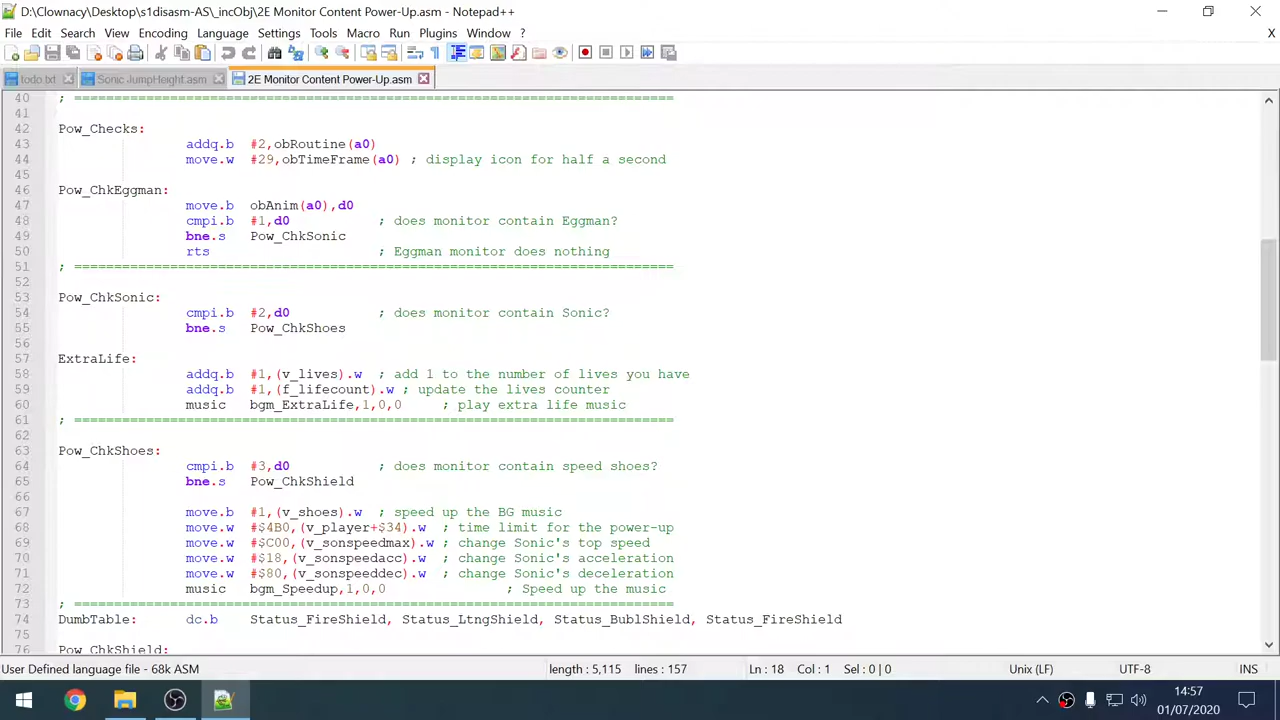 D:\Clownacy\Desktop\s1disasm-AS\_incObj\2E Monitor Content Power-Up.asm - Notepad++
File Edit Search View Encoding Language Settings Tools Macro Run Plugins Window ? X
todo.txt Sonic JumpHeight.asm 2E Monitor Content Power-Up.asm
40 ; ===========================================================================
41
42 Pow_Checks:
43 addq.b #2,obRoutine(a0)
44 move.w #29,obTimeFrame(a0) ; display icon for half a second
45
46 Pow_ChkEggman:
47 move.b obAnim(a0),d0
48 cmpi.b #1,d0 ; does monitor contain Eggman?
49 bne.s Pow_ChkSonic
50 rts ; Eggman monitor does nothing
51 ; ===========================================================================
52
53 Pow_ChkSonic:
54 cmpi.b #2,d0 ; does monitor contain Sonic?
55 bne.s Pow_ChkShoes
56
57 ExtraLife:
58 addq.b #1,(v_lives).w ; add 1 to the number of lives you have
59 addq.b #1,(f_lifecount).w ; update the lives counter
60 music bgm_ExtraLife,1,0,0 ; play extra life music
61 ; ===========================================================================
62
63 Pow_ChkShoes:
64 cmpi.b #3,d0 ; does monitor contain speed shoes?
65 bne.s Pow_ChkShield
66
67 move.b #1,(v_shoes).w ; speed up the BG music
68 move.w #$4B0,(v_player+$34).w ; time limit for the power-up
69 move.w #$C00,(v_sonspeedmax).w ; change Sonic's top speed
70 move.w #$18,(v_sonspeedacc).w ; change Sonic's acceleration
71 move.w #$80,(v_sonspeeddec).w ; change Sonic's deceleration
72 music bgm_Speedup,1,0,0 ; Speed up the music
73 ; ===========================================================================
74 DumbTable: dc.b Status_FireShield, Status_LtngShield, Status_BublShield, Status_FireShield
75
76 Pow_ChkShield:
User Defined language file - 68k ASM length : 5,115 lines : 157 Ln : 18 Col : 1 Sel : 0 | 0 Unix (LF) UTF-8 INS
14:57
01/07/2020